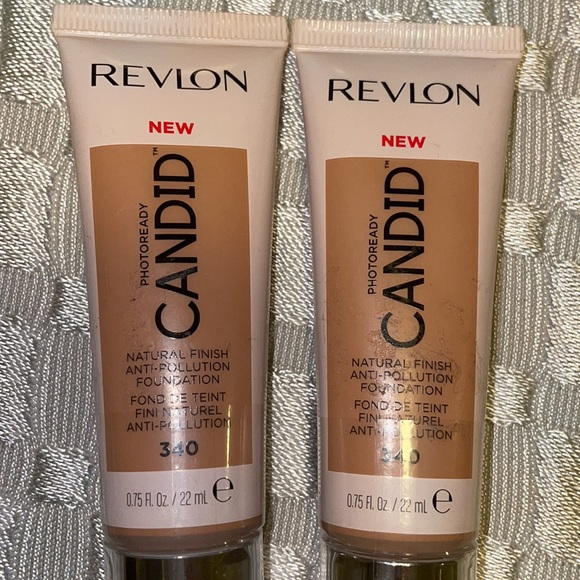 REVLON
NEW
PHOTOREADY
CANDID™
NATURAL FINISH
ANTI-POLLUTION
FOUNDATION
FOND DE TEINT
FINI NATUREL
ANTI-POLLUTION
340
0.75 Fl. Oz. / 22 mL ℮
REVLON
NEW
PHOTOREADY
CANDID™
NATURAL FINISH
ANTI-POLLUTION
FOUNDATION
FOND DE TEINT
FINI NATUREL
ANTI-POLLUTION
340
0.75 Fl. Oz. / 22 mL ℮